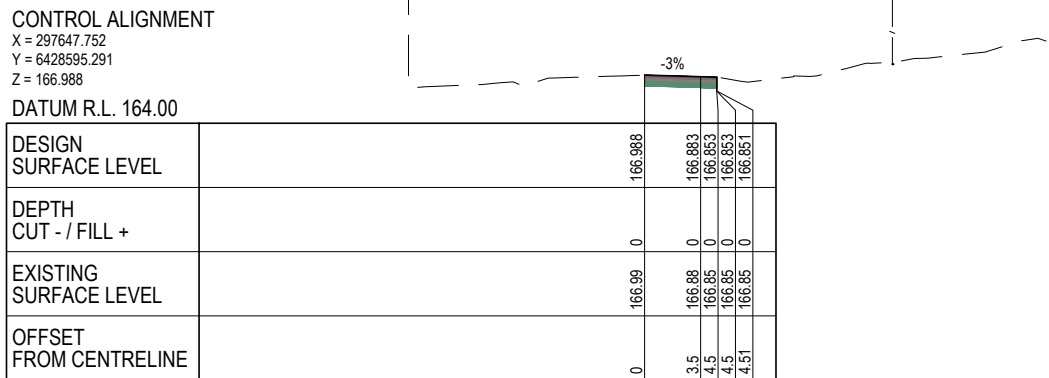 CONTROL ALIGNMENT
X = 297647.752
Y = 6428595.291
Z = 166.988
-3%
DATUM R.L. 164.00
DESIGN
SURFACE LEVEL
166.988
166.883
166.853
166.853
166.851
DEPTH
CUT - / FILL +
0
0
0
0
0
EXISTING
SURFACE LEVEL
166.99
166.88
166.85
166.85
166.85
OFFSET
FROM CENTRELINE
0
3.5
4.5
4.5
4.51